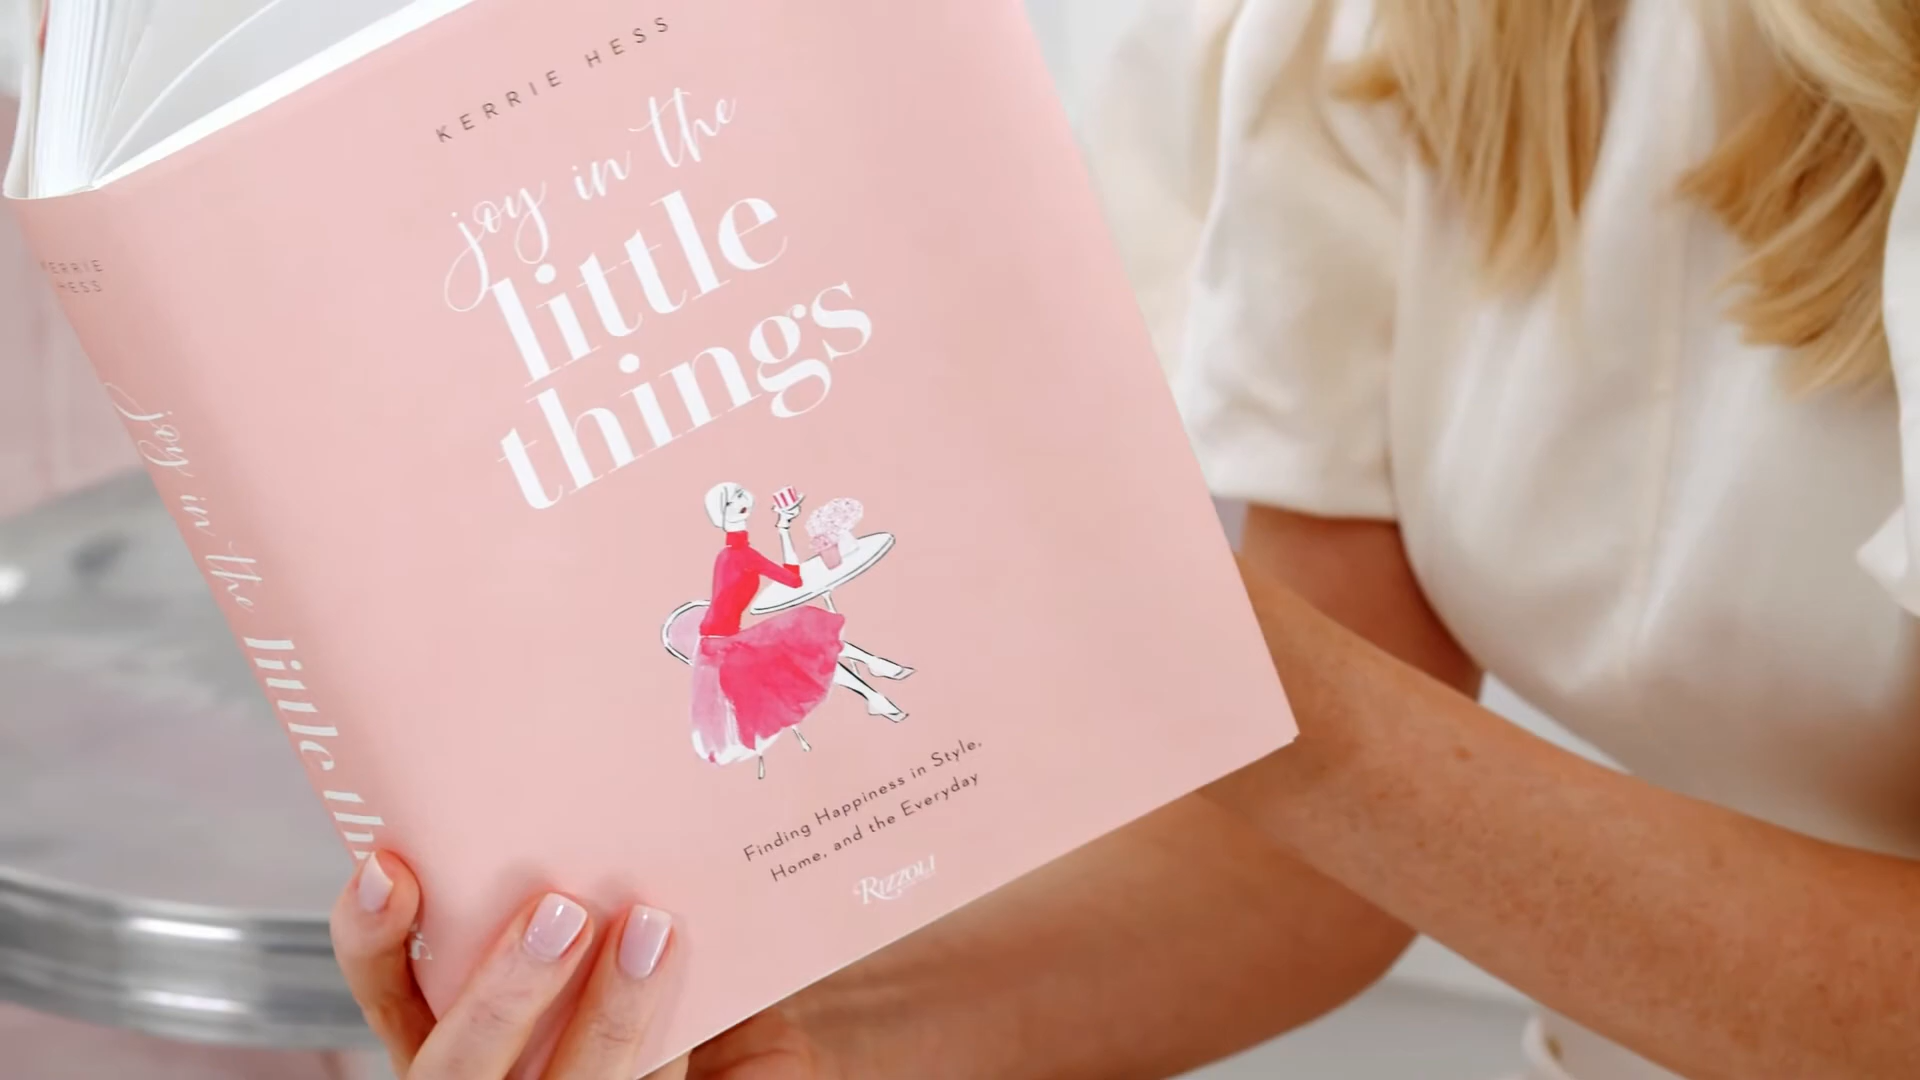 KERRIE HESS
joy in the
little
things
Finding Happiness in Style,
Home, and the Everyday
RIZZOLI
KERRIE
HESS
joy in the little